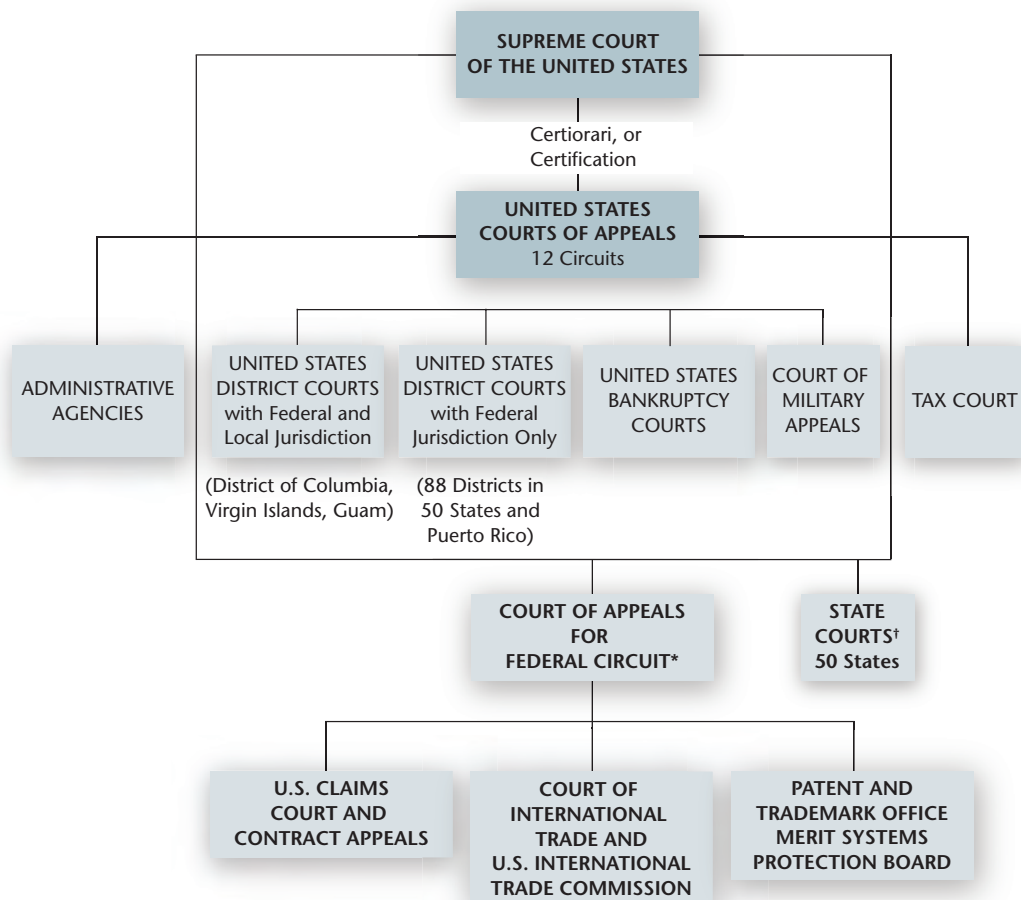 SUPREME COURT
OF THE UNITED STATES
Certiorari, or
Certification
UNITED STATES
COURTS OF APPEALS
12 Circuits
ADMINISTRATIVE
AGENCIES
UNITED STATES
DISTRICT COURTS
with Federal and
Local Jurisdiction
(District of Columbia,
Virgin Islands, Guam)
UNITED STATES
DISTRICT COURTS
with Federal
Jurisdiction Only
(88 Districts in
50 States and
Puerto Rico)
UNITED STATES
BANKRUPTCY
COURTS
COURT OF
MILITARY
APPEALS
TAX COURT
COURT OF APPEALS
FOR
FEDERAL CIRCUIT*
STATE
COURTS†
50 States
U.S. CLAIMS
COURT AND
CONTRACT APPEALS
COURT OF
INTERNATIONAL
TRADE AND
U.S. INTERNATIONAL
TRADE COMMISSION
PATENT AND
TRADEMARK OFFICE
MERIT SYSTEMS
PROTECTION BOARD